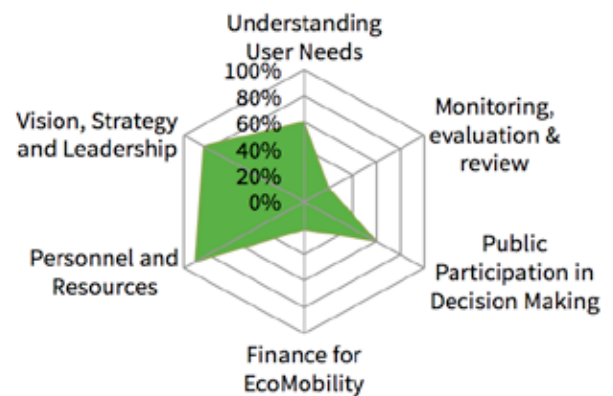 Understanding
User Needs
100%
80%
60%
40%
20%
0%
Monitoring,
evaluation &
review
Public
Participation in
Decision Making
Finance for
EcoMobility
Personnel and
Resources
Vision, Strategy
and Leadership